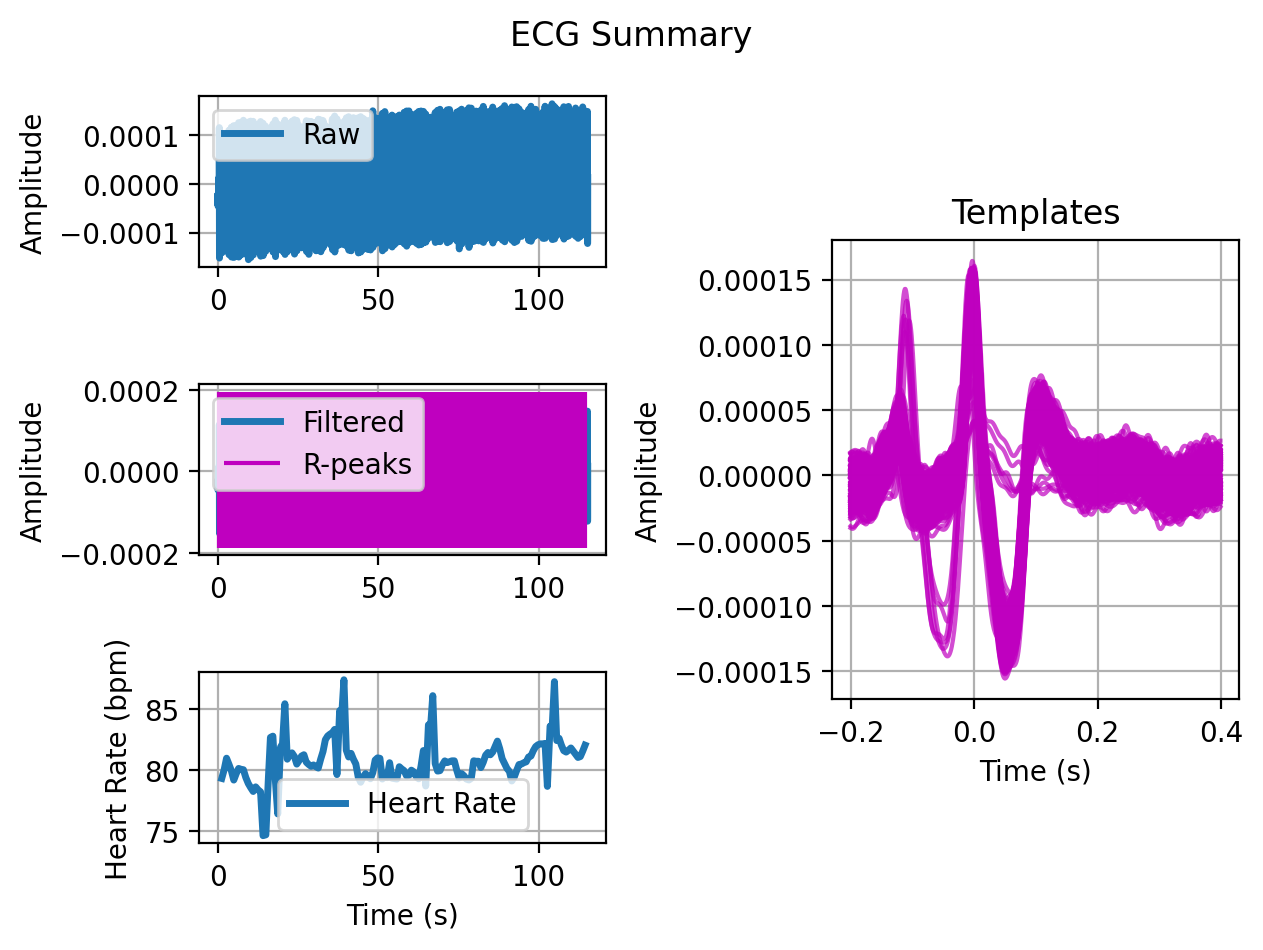 ECG Summary
Amplitude
0.0001
0.0000
−0.0001
Raw
0 50 100
Amplitude
0.0002
0.0000
−0.0002
Filtered
R-peaks
0 50 100
Heart Rate (bpm)
85
80
75
Heart Rate
0 50 100
Time (s)
Templates
Amplitude
0.00015
0.00010
0.00005
0.00000
−0.00005
−0.00010
−0.00015
−0.2 0.0 0.2 0.4
Time (s)